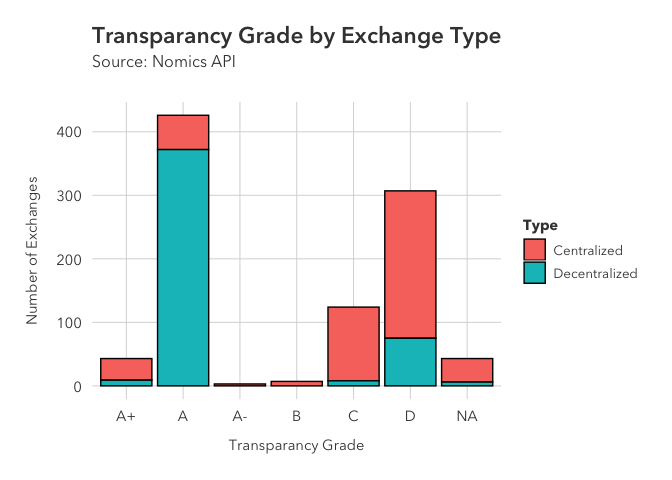 Transparancy Grade by Exchange Type
Source: Nomics API
Number of Exchanges
400
300
200
100
0
A+ A A- B C D NA
Transparancy Grade
Type
Centralized
Decentralized